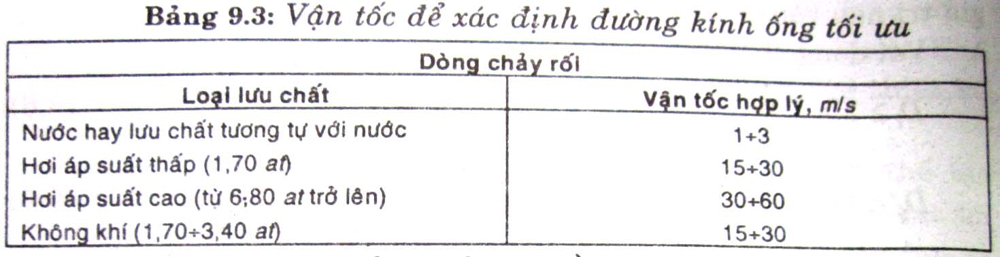 Bảng 9.3: Vận tốc để xác định đường kính ống tối ưu
Dòng chảy rối
Loại lưu chất Vận tốc hợp lý, m/s
Nước hay lưu chất tương tự với nước 1÷3
Hơi áp suất thấp (1,70 at) 15÷30
Hơi áp suất cao (từ 6;80 at trở lên) 30÷60
Không khí (1,70÷3,40 at) 15÷30